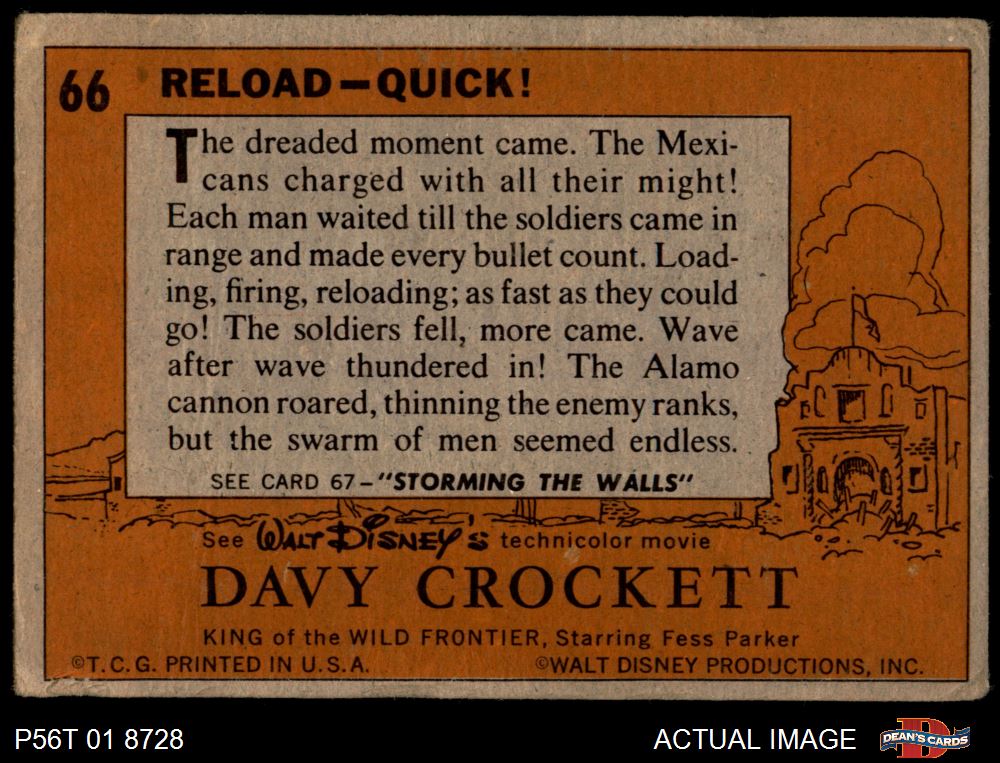 66 RELOAD—QUICK!
The dreaded moment came. The Mexi-
cans charged with all their might!
Each man waited till the soldiers came in
range and made every bullet count. Load-
ing, firing, reloading; as fast as they could
go! The soldiers fell, more came. Wave
after wave thundered in! The Alamo
cannon roared, thinning the enemy ranks,
but the swarm of men seemed endless.
SEE CARD 67–"STORMING THE WALLS"
See WALT DISNEY'S technicolor movie
DAVY CROCKETT
KING of the WILD FRONTIER, Starring Fess Parker
©T.C.G. PRINTED IN U.S.A. ©WALT DISNEY PRODUCTIONS, INC.
P56T 01 8728 ACTUAL IMAGE D DEAN'S CARDS